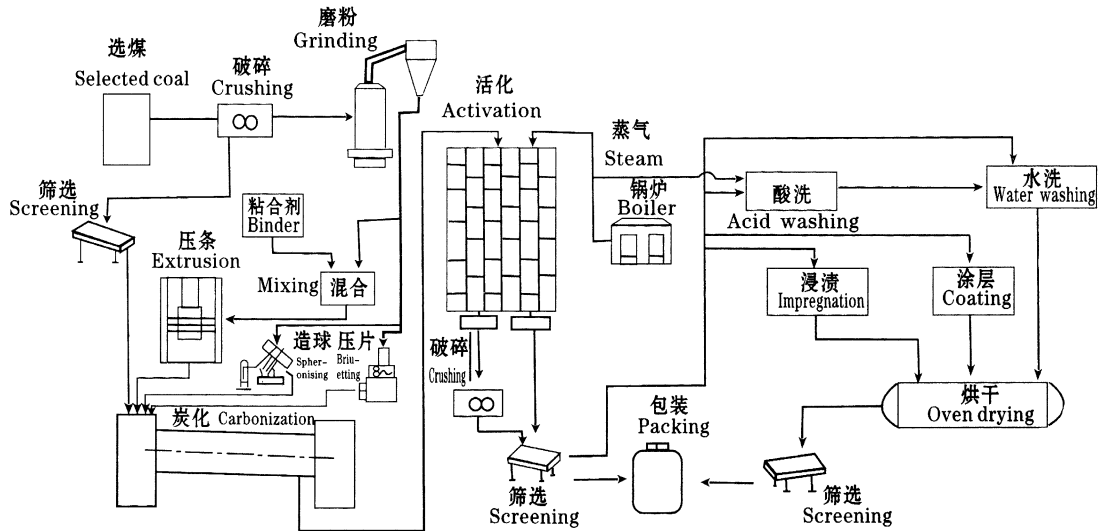 磨粉
Grinding
选煤
Selected coal
破碎
Crushing
活化
Activation
蒸气
Steam
筛选
Screening
粘合剂
Binder
锅炉
Boiler
酸洗
Acid washing
水洗
Water washing
压条
Extrusion
Mixing
混合
浸渍
Impregnation
涂层
Coating
造球
Spher-
onising
压片
Briu-
etting
破碎
Crushing
炭化 Carbonization
包装
Packing
烘干
Oven drying
筛选
Screening
筛选
Screening